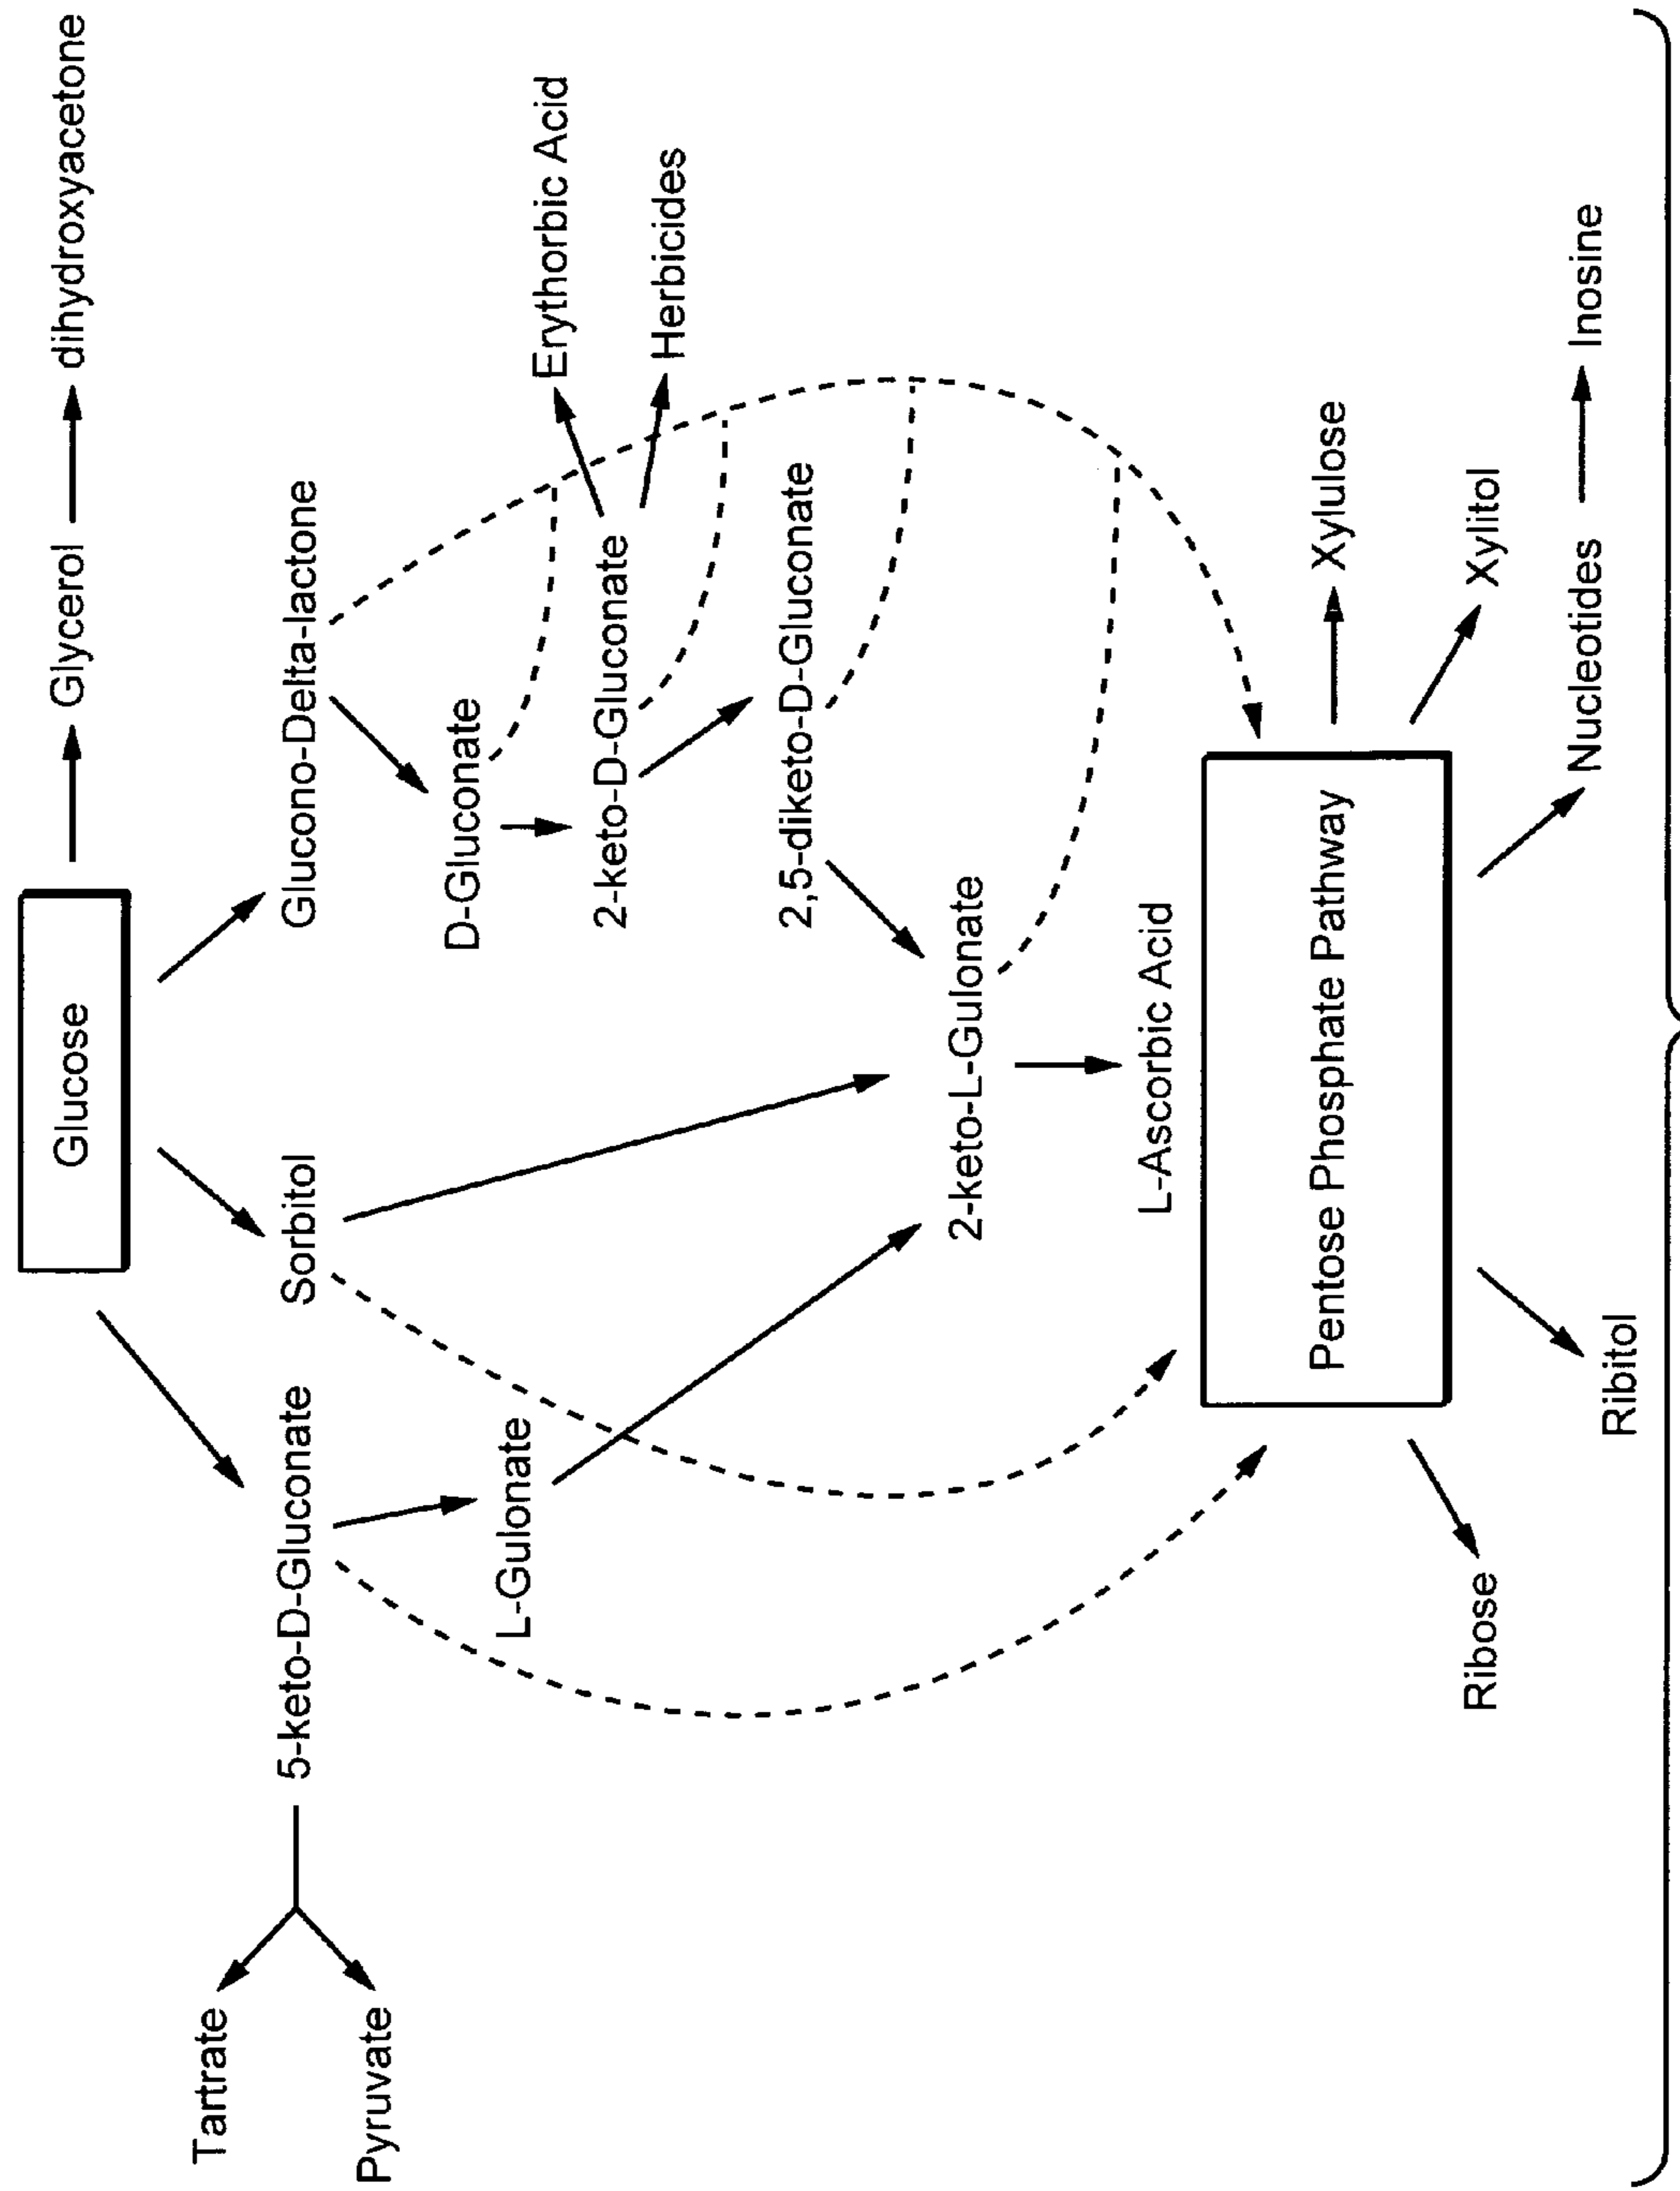 Glucose
Glycerol
dihydroxyacetone
Tartrate
Pyruvate
5-keto-D-Gluconate
Sorbitol
Glucono-Delta-lactone
D-Gluconate
L-Gulonate
2-keto-D-Gluconate
Erythorbic Acid
Herbicides
2,5-diketo-D-Gluconate
2-keto-L-Gulonate
L-Ascorbic Acid
Pentose Phosphate Pathway
Xylulose
Xylitol
Ribose
Ribitol
Nucleotides
Inosine